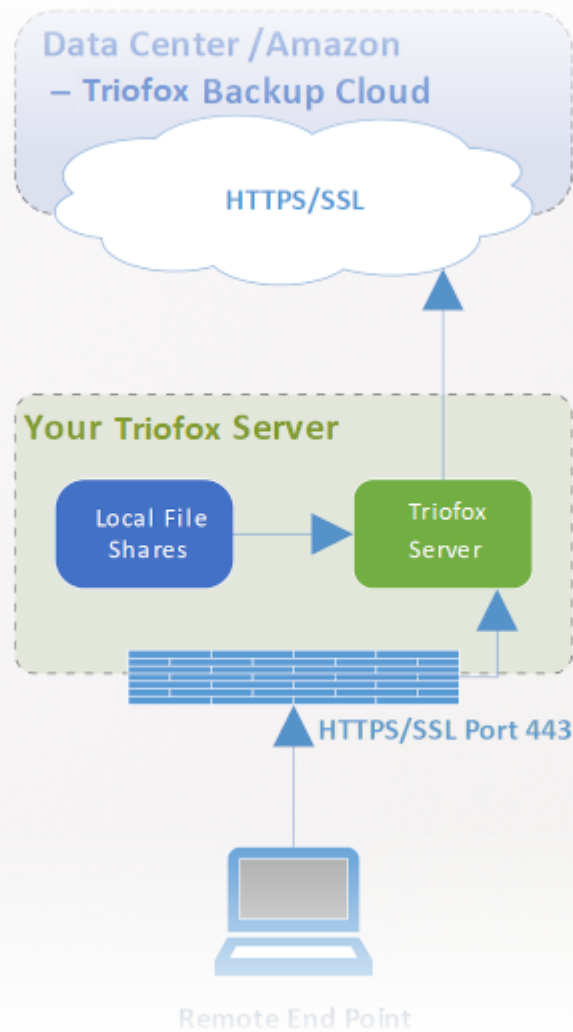 Data Center /Amazon
– Triofox Backup Cloud
HTTPS/SSL
Your Triofox Server
Local File
Shares
Triofox
Server
HTTPS/SSL Port 443
Remote End Point